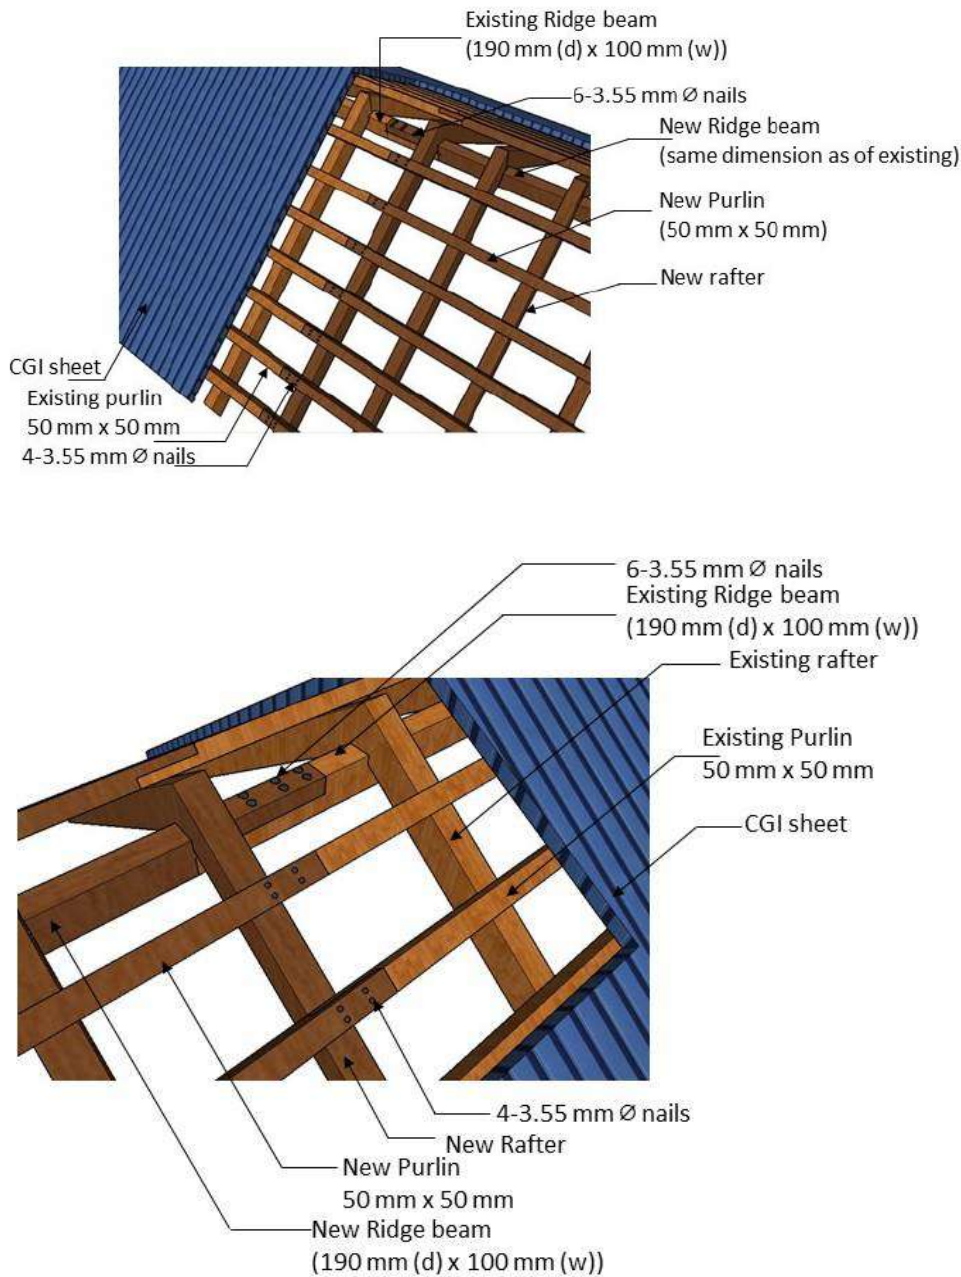 Existing Ridge beam
(190 mm (d) x 100 mm (w))
6-3.55 mm Ø nails
New Ridge beam
(same dimension as of existing)
New Purlin
(50 mm x 50 mm)
New rafter
CGI sheet
Existing purlin
50 mm x 50 mm
4-3.55 mm Ø nails
6-3.55 mm Ø nails
Existing Ridge beam
(190 mm (d) x 100 mm (w))
Existing rafter
Existing Purlin
50 mm x 50 mm
CGI sheet
4-3.55 mm Ø nails
New Rafter
New Purlin
50 mm x 50 mm
New Ridge beam
(190 mm (d) x 100 mm (w))